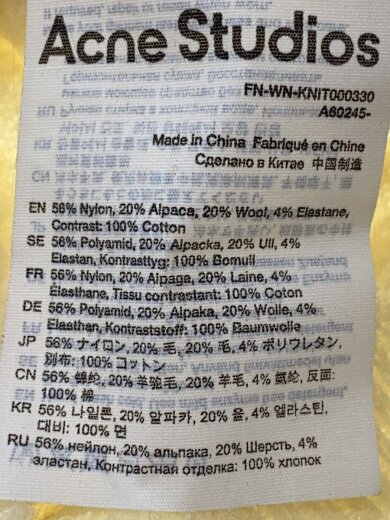 Acne Studios
FN-WN-KNIT000330
A60245-
Made in China Fabriqué en Chine
Сделано в Китае 中国制造
EN 56% Nylon, 20% Alpaca, 20% Wool, 4% Elastane,
Contrast: 100% Cotton
SE 56% Polyamid, 20% Alpacka, 20% Ull, 4%
Elastan, Kontrasttyg: 100% Bomull
FR 56% Nylon, 20% Alpaga, 20% Laine, 4%
Élasthane, Tissu contrastant: 100% Coton
DE 56% Polyamid, 20% Alpaka, 20% Wolle, 4%
Elasthan, Kontraststoff: 100% Baumwolle
JP 56% ナイロン, 20% 毛, 20% 毛, 4% ポリウレタン,
別布: 100% コットン
CN 56% 锦纶, 20% 羊驼毛, 20% 羊毛, 4% 氨纶, 反面:
100% 棉
KR 56% 나일론, 20% 알파카, 20% 울, 4% 엘라스틴,
대비: 100% 면
RU 56% нейлон, 20% альпака, 20% Шерсть, 4%
эластан, Контрастная отделка: 100% хлопок